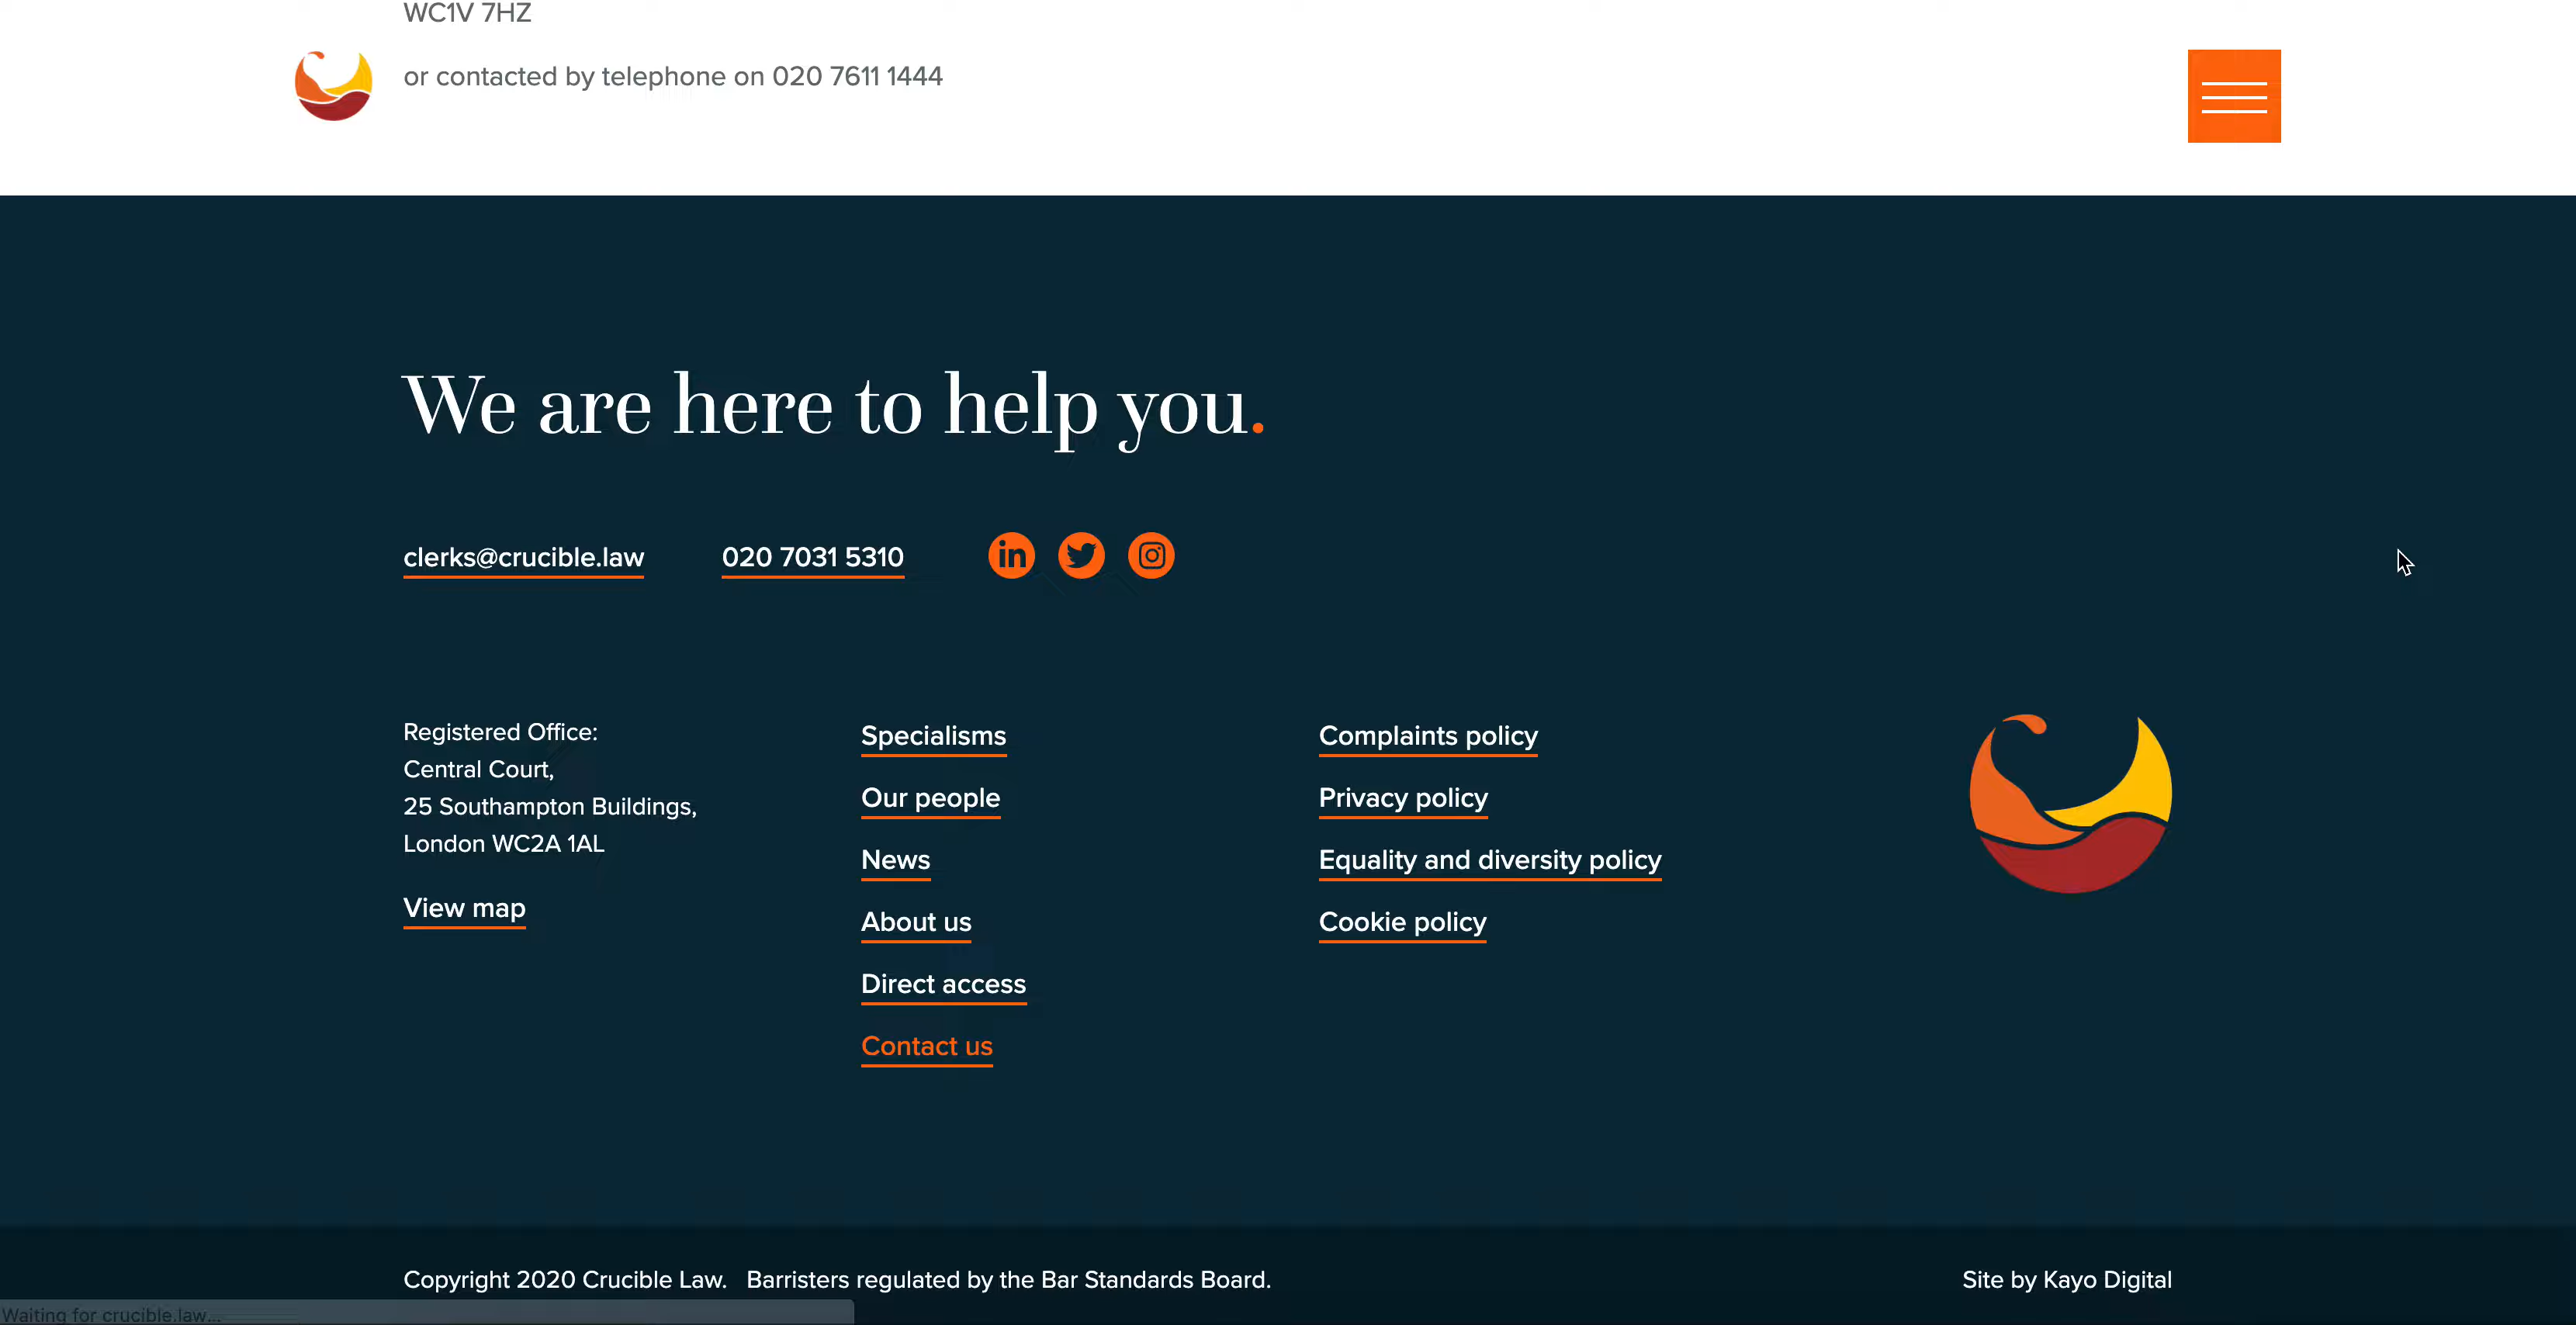 WC1V 7HZ
or contacted by telephone on 020 7611 1444
We are here to help you.
clerks@crucible.law
020 7031 5310
Registered Office:
Central Court,
25 Southampton Buildings,
London WC2A 1AL
View map
Specialisms
Our people
News
About us
Direct access
Contact us
Complaints policy
Privacy policy
Equality and diversity policy
Cookie policy
Copyright 2020 Crucible Law. Barristers regulated by the Bar Standards Board.
Site by Kayo Digital
Waiting for crucible.law...